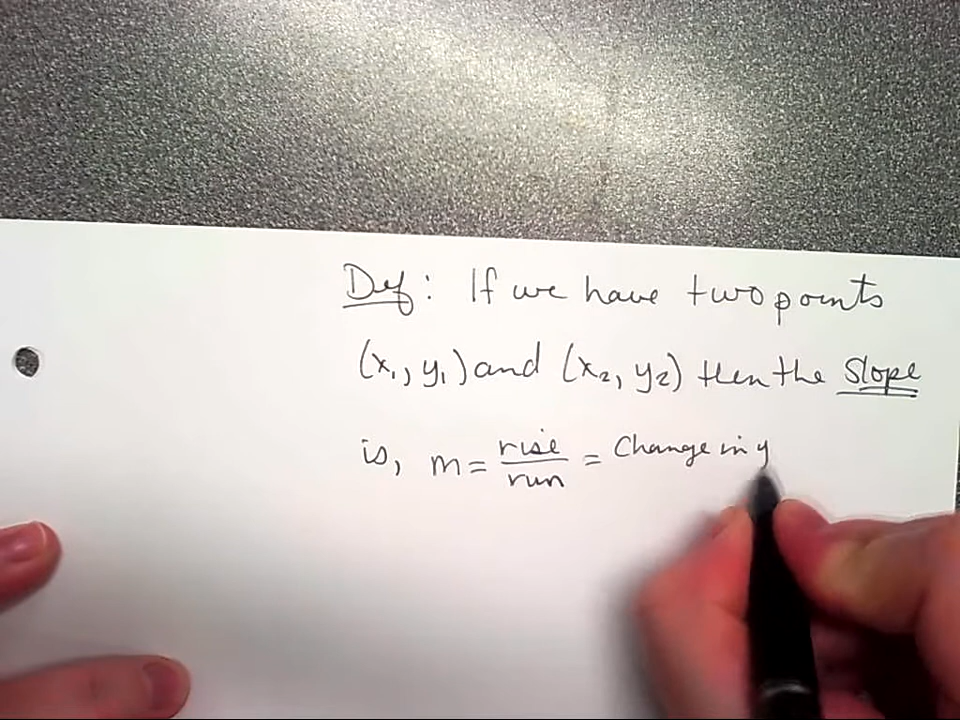 Def: If we have two points
(x₁, y₁) and (x₂, y₂) then the slope
is, m = rise/run = Change in y